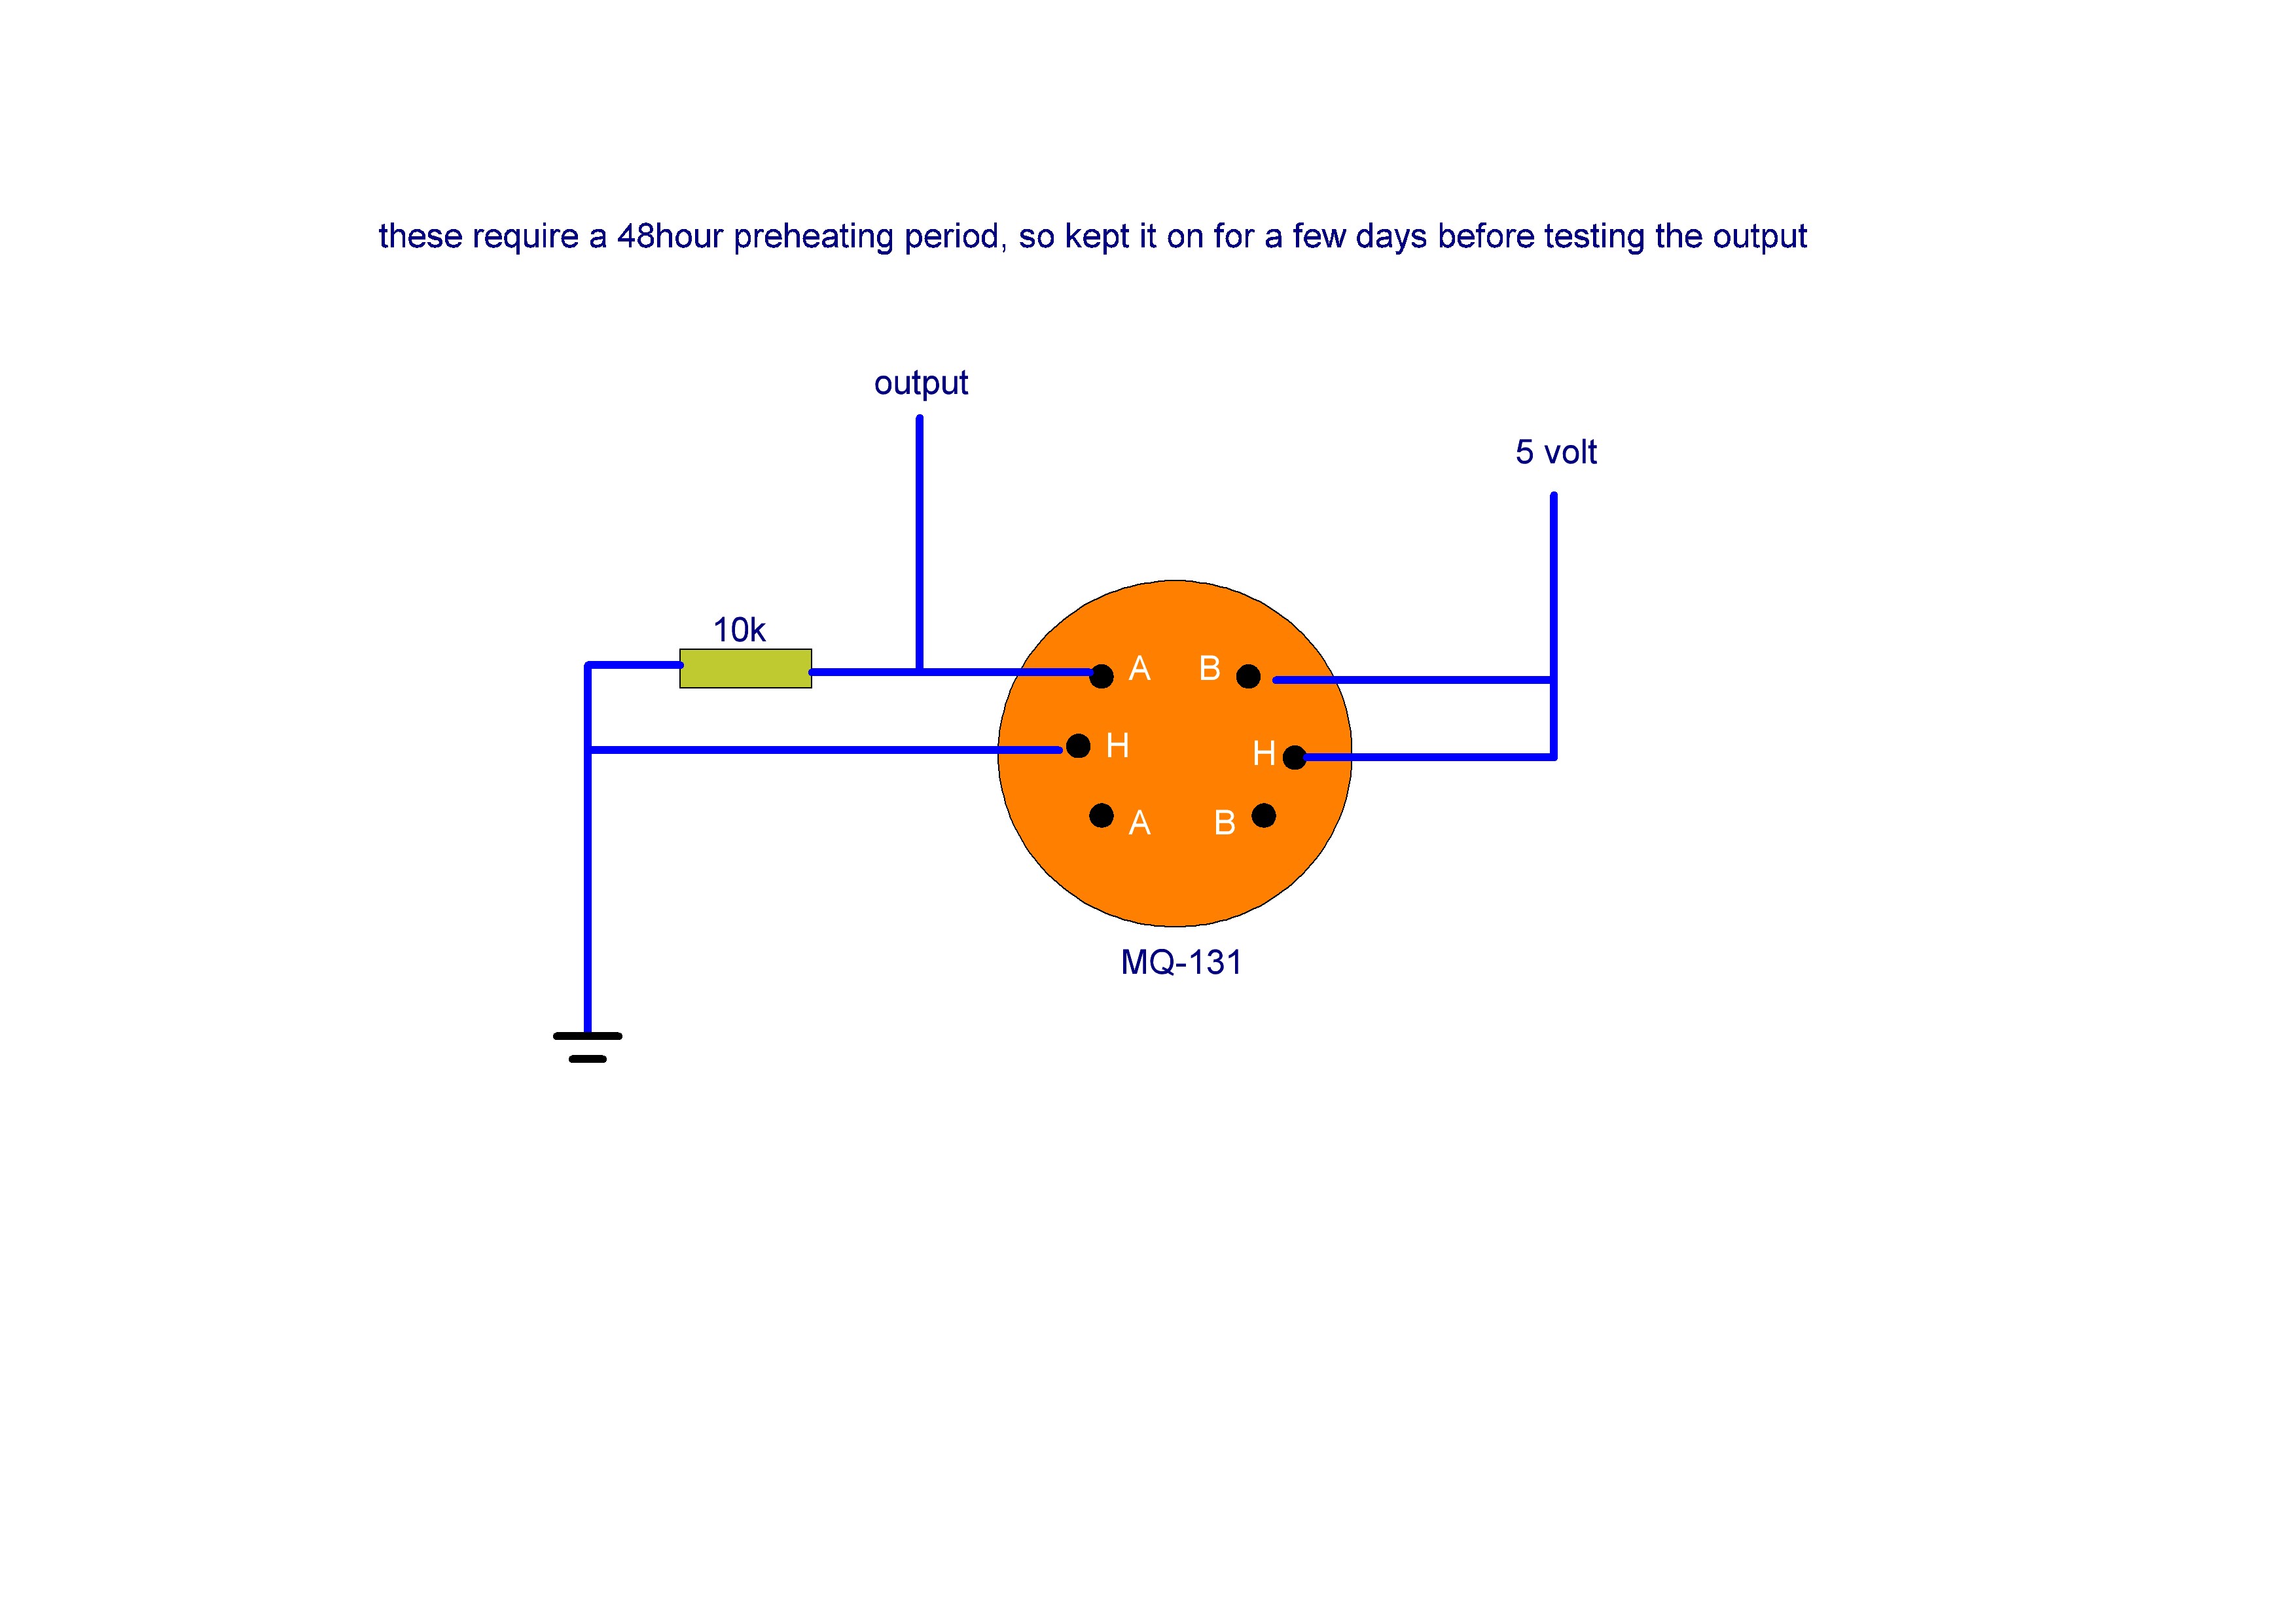 these require a 48hour preheating period, so kept it on for a few days before testing the output
output
5 volt
10k
A B
H H
A B
MQ-131